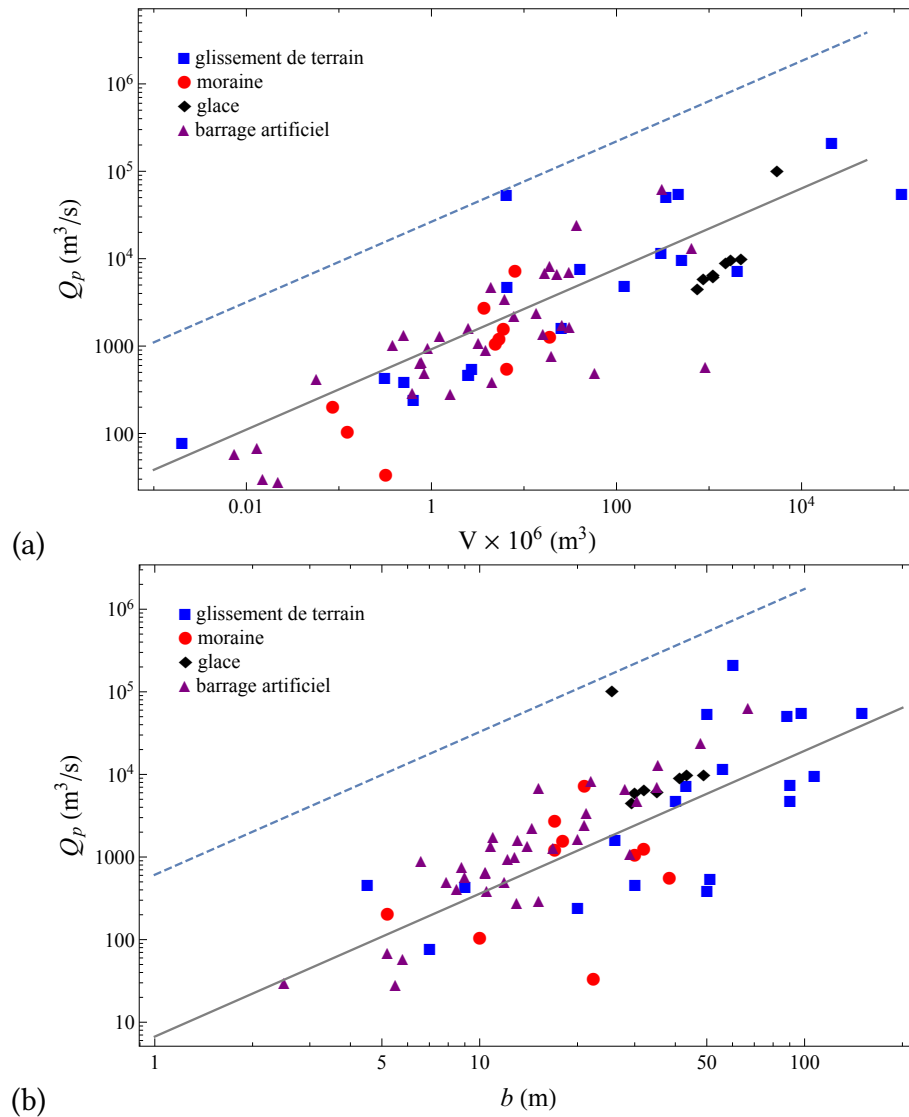 10⁶
10⁵
10⁴
1000
100
Qₚ (m³/s)
glissement de terrain
moraine
glace
barrage artificiel
0.01
1
100
10⁴
V × 10⁶ (m³)
(a)
10⁶
10⁵
10⁴
1000
100
10
Qₚ (m³/s)
glissement de terrain
moraine
glace
barrage artificiel
1
5
10
50
100
b (m)
(b)